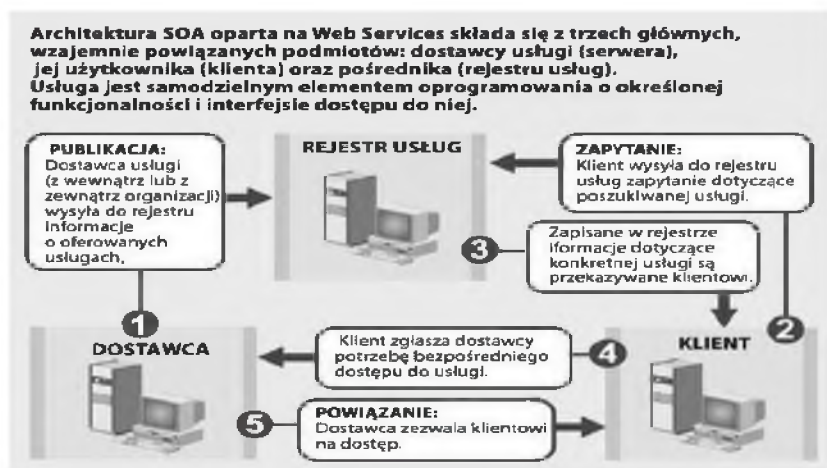 Architektura SOA oparta na Web Services składa się z trzech głównych,
wzajemnie powiązanych podmiotów: dostawcy usługi (serwera),
jej użytkownika (klienta) oraz pośrednika (rejestru usług).
Usługa jest samodzielnym elementem oprogramowania o określonej
funkcjonalności i interfejsie dostępu do niej.
PUBLIKACJA:
Dostawca usługi
(z wewnątrz lub z
zewnątrz organizacji)
wysyła do rejestru
informacje
o oferowanych
usługach.
REJESTR USŁUG
ZAPYTANIE:
Klient wysyła do rejestru
usług zapytanie dotyczące
poszukiwanej usługi.
3
Zapisane w rejestrze
iformacje dotyczące
konkretnej usługi są
przekazywane klientowi.
1
2
DOSTAWCA
Klient zgłasza dostawcy
potrzebę bezpośredniego
dostępu do usługi.
4
KLIENT
5
POWIĄZANIE:
Dostawca zezwala klientowi
na dostęp.